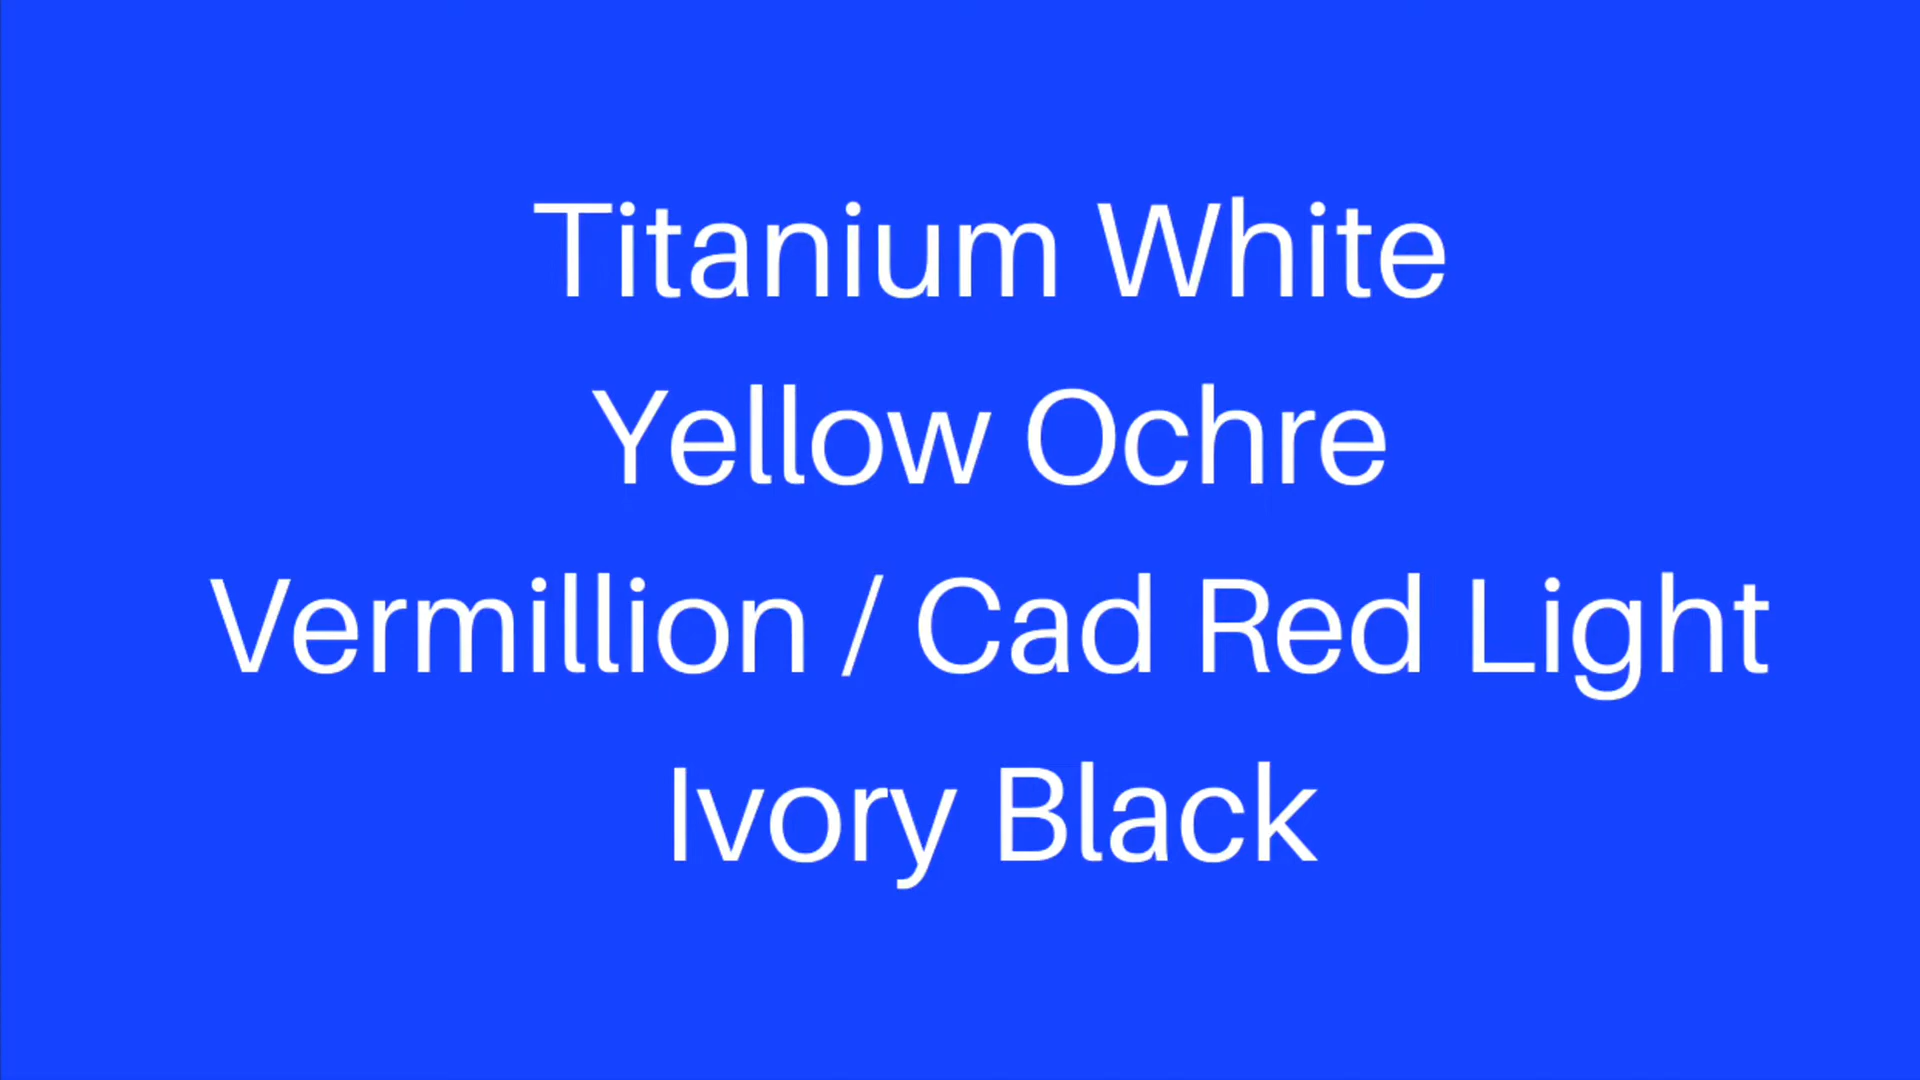 Titanium White
Yellow Ochre
Vermillion / Cad Red Light
Ivory Black